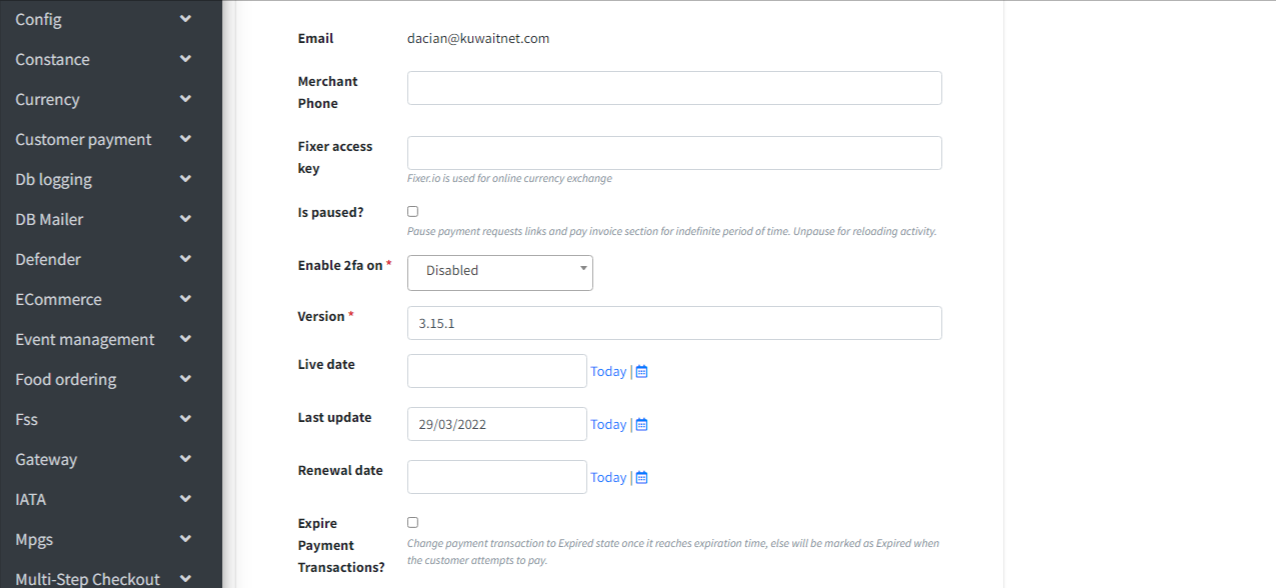 Config
Constance
Currency
Customer payment
Db logging
DB Mailer
Defender
ECommerce
Event management
Food ordering
Fss
Gateway
IATA
Mpgs
Multi-Step Checkout
Email dacian@kuwaitnet.com
Merchant
Phone
Fixer access
key
Fixer.io is used for online currency exchange
Is paused?
Pause payment requests links and pay invoice section for indefinite period of time. Unpause for reloading activity.
Enable 2fa on * Disabled
Version * 3.15.1
Live date Today |
Last update 29/03/2022 Today |
Renewal date Today |
Expire
Payment
Transactions?
Change payment transaction to Expired state once it reaches expiration time, else will be marked as Expired when
the customer attempts to pay.